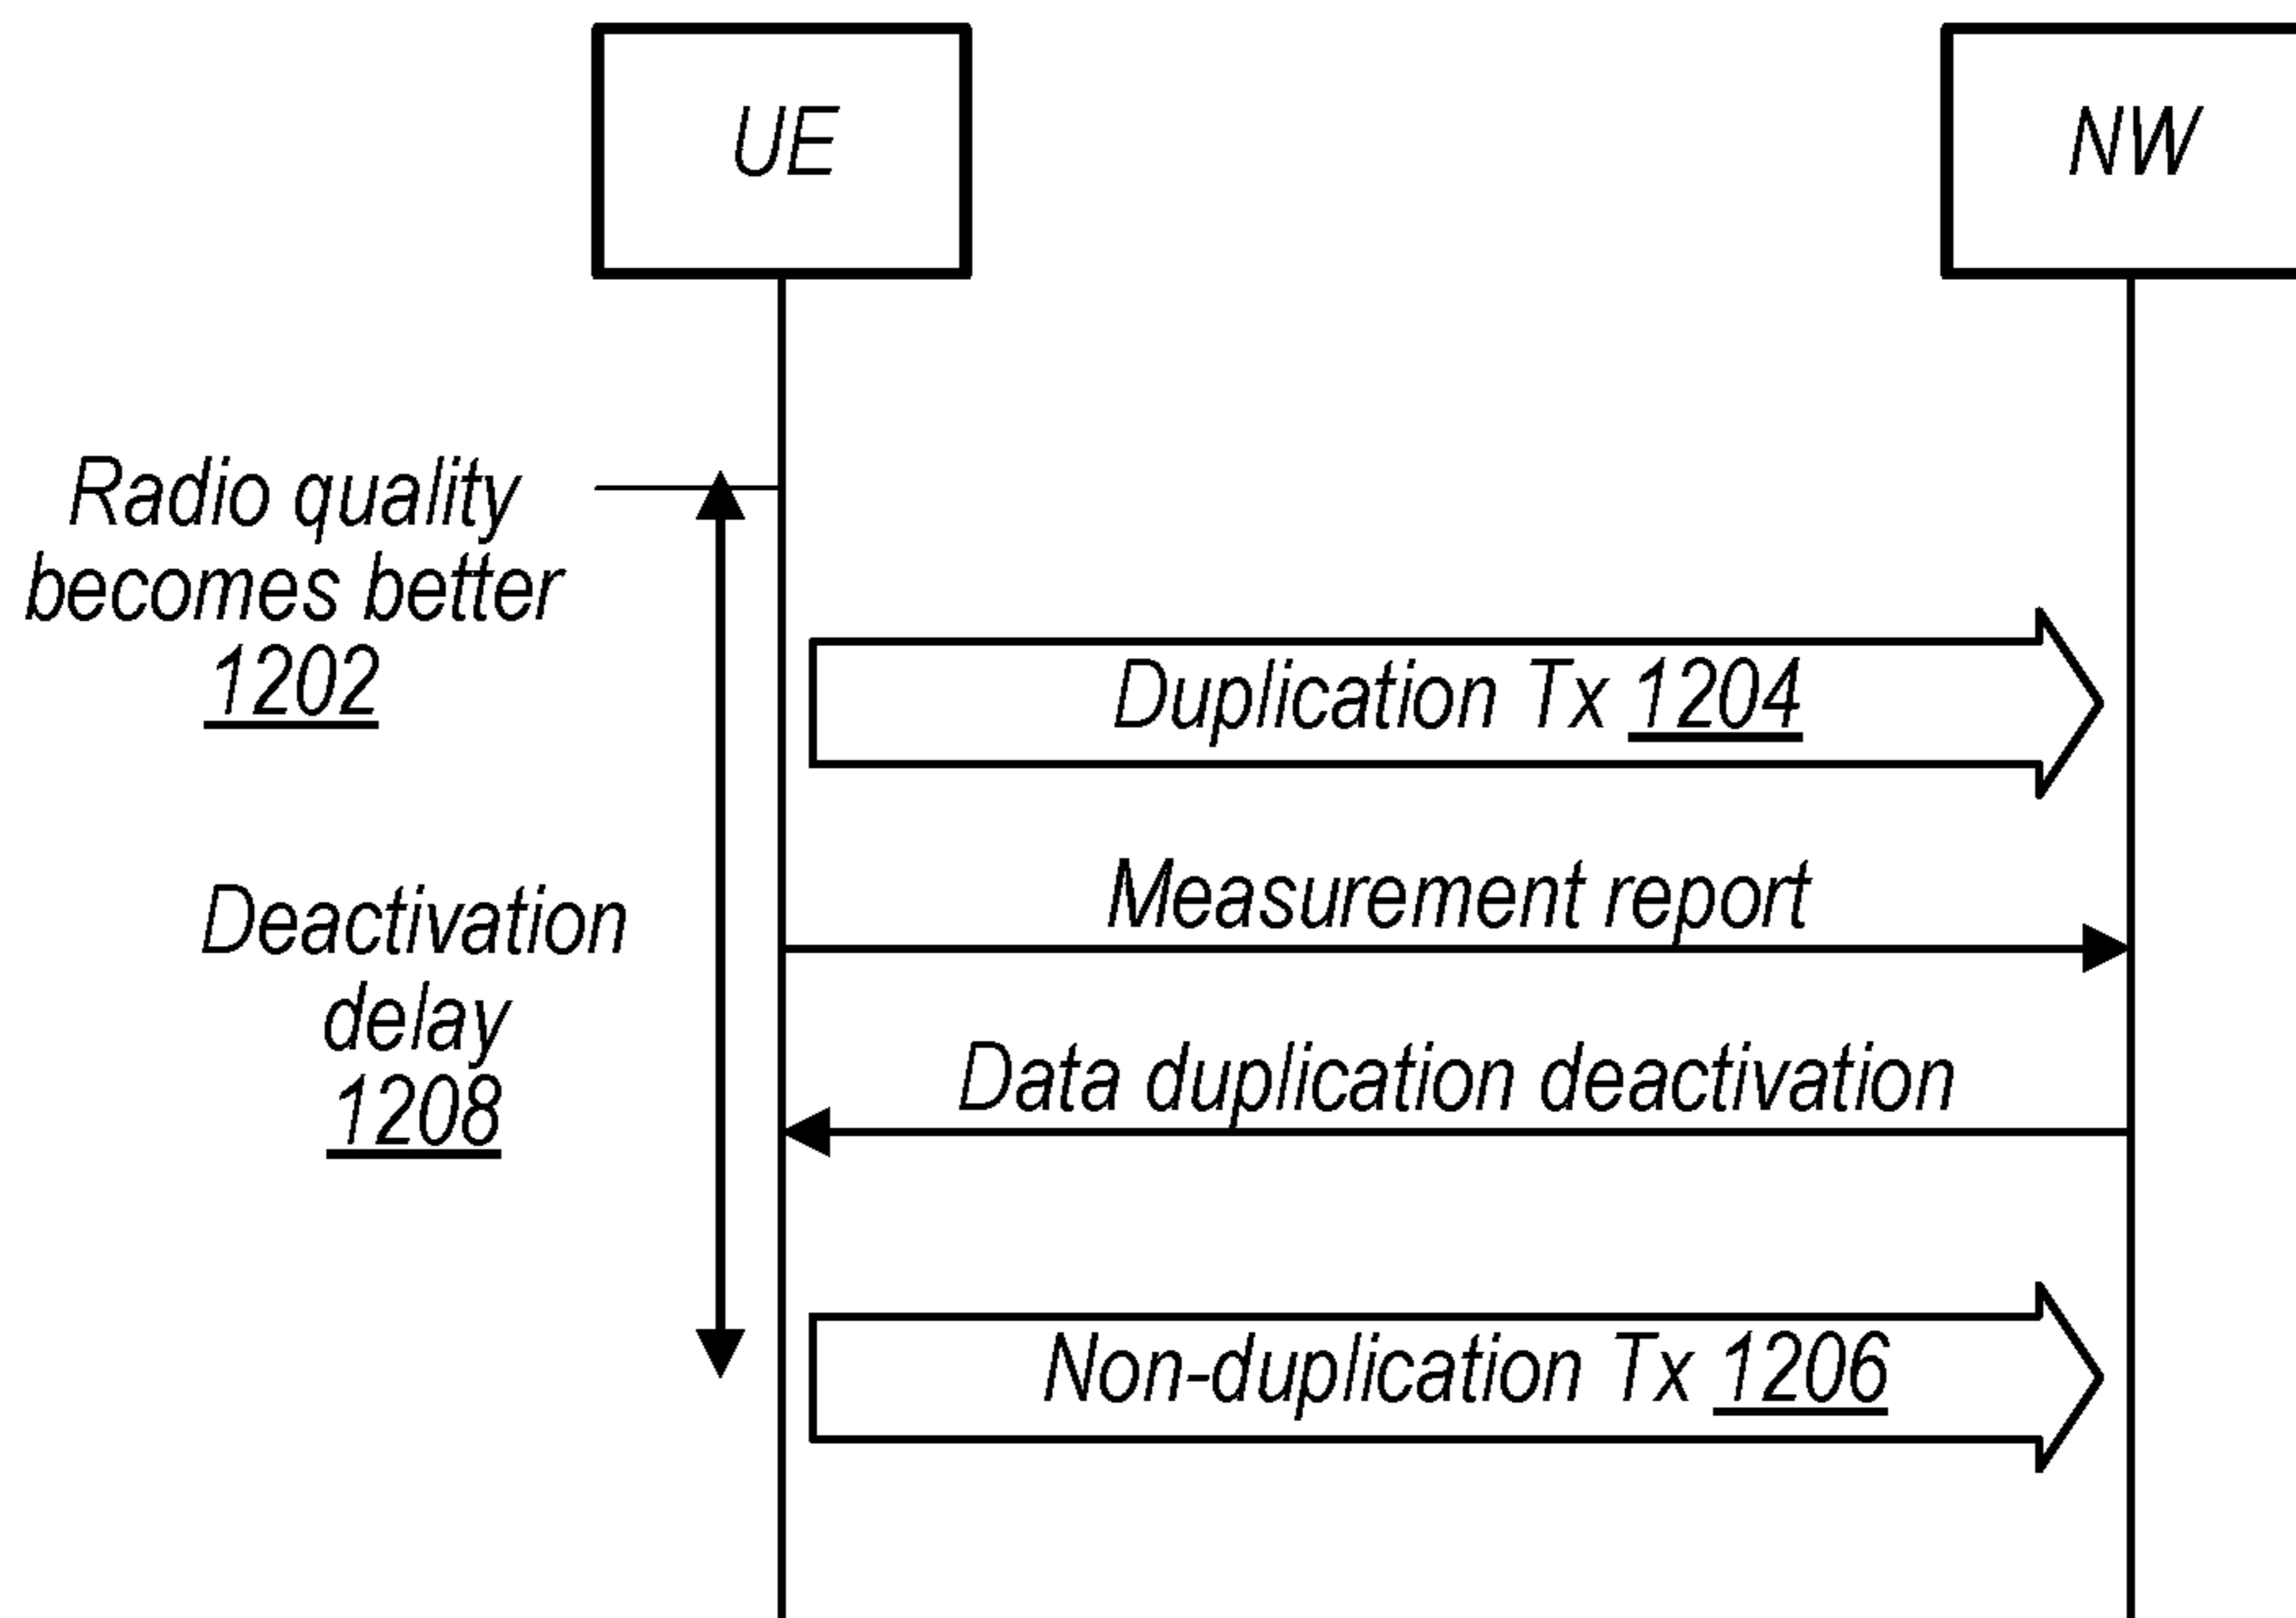 UE
NW
Radio quality
becomes better
1202
Duplication Tx 1204
Measurement report
Deactivation
delay
1208
Data duplication deactivation
Non-duplication Tx 1206